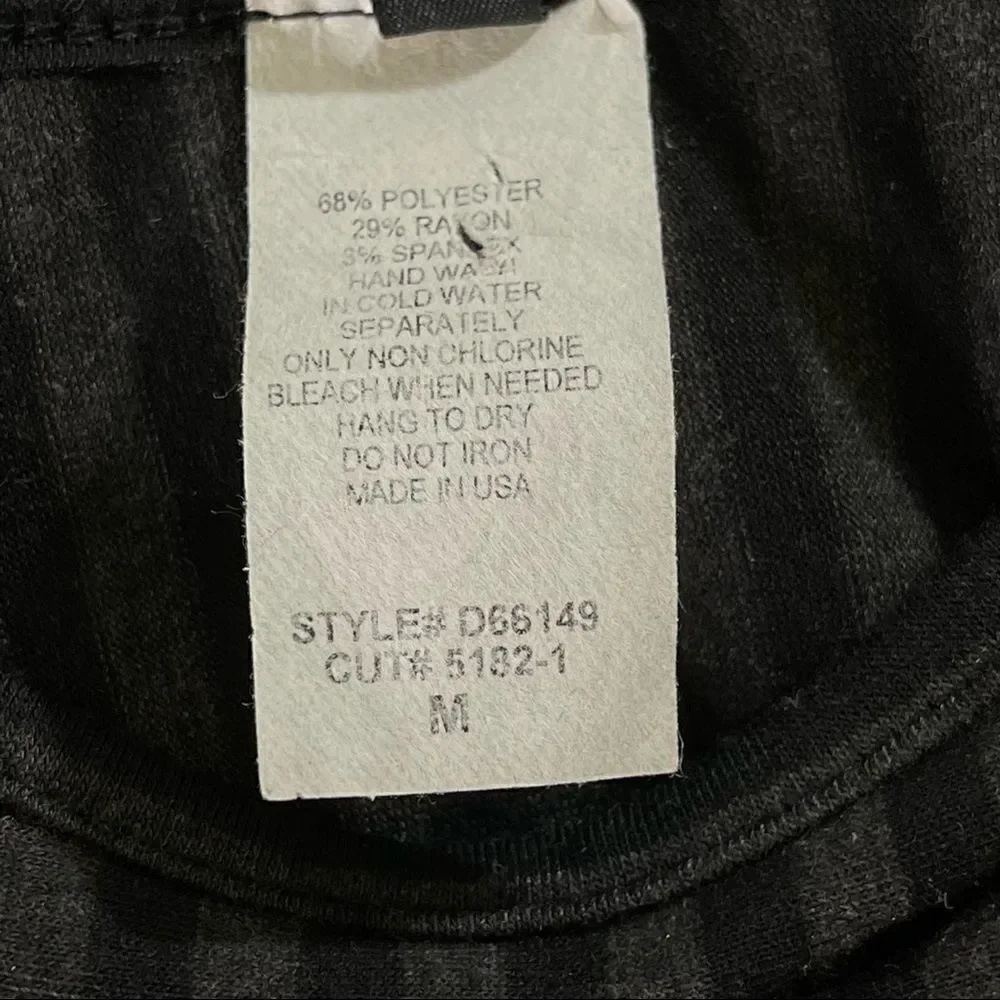 68% POLYESTER
29% RAYON
3% SPANDEX
HAND WASH
IN COLD WATER
SEPARATELY
ONLY NON CHLORINE
BLEACH WHEN NEEDED
HANG TO DRY
DO NOT IRON
MADE IN USA
STYLE# D66149
CUT# 5182-1
M